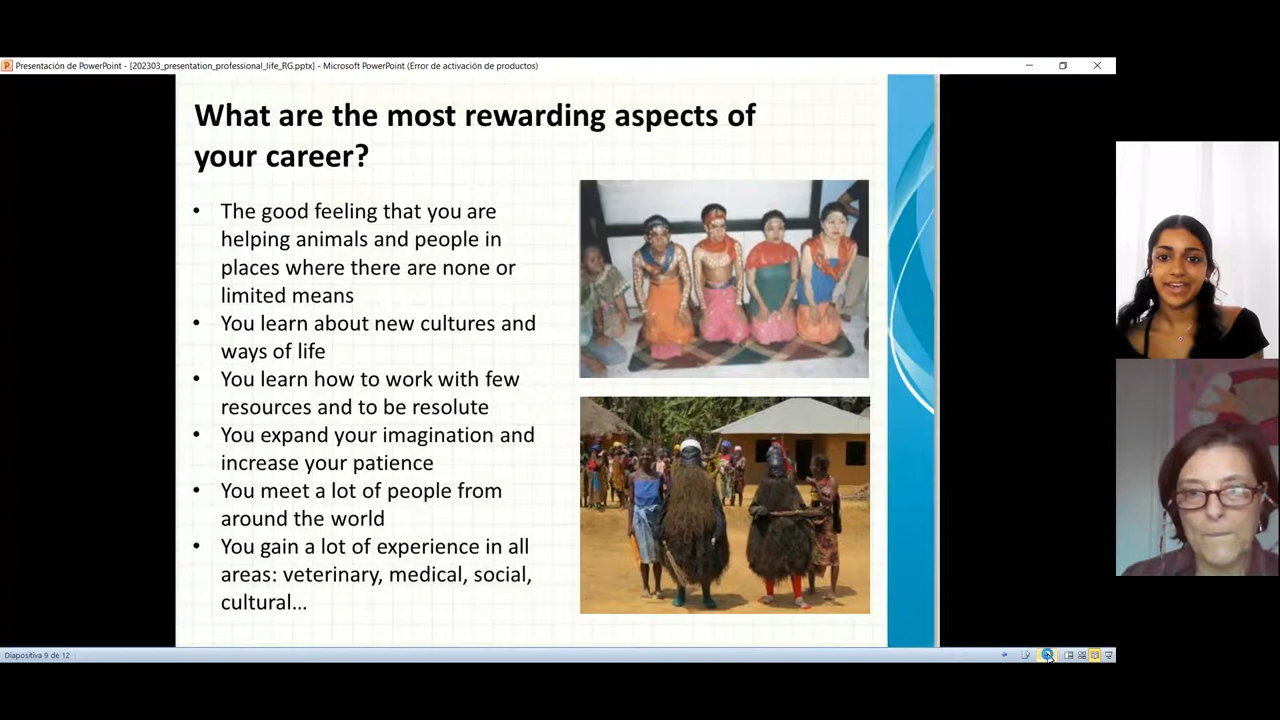 Presentación de PowerPoint - [202303_presentation_professional_life_RG.pptx] - Microsoft PowerPoint (Error de activación de productos)
What are the most rewarding aspects of
your career?
• The good feeling that you are
helping animals and people in
places where there are none or
limited means
• You learn about new cultures and
ways of life
• You learn how to work with few
resources and to be resolute
• You expand your imagination and
increase your patience
• You meet a lot of people from
around the world
• You gain a lot of experience in all
areas: veterinary, medical, social,
cultural...
Diapositiva 9 de 12